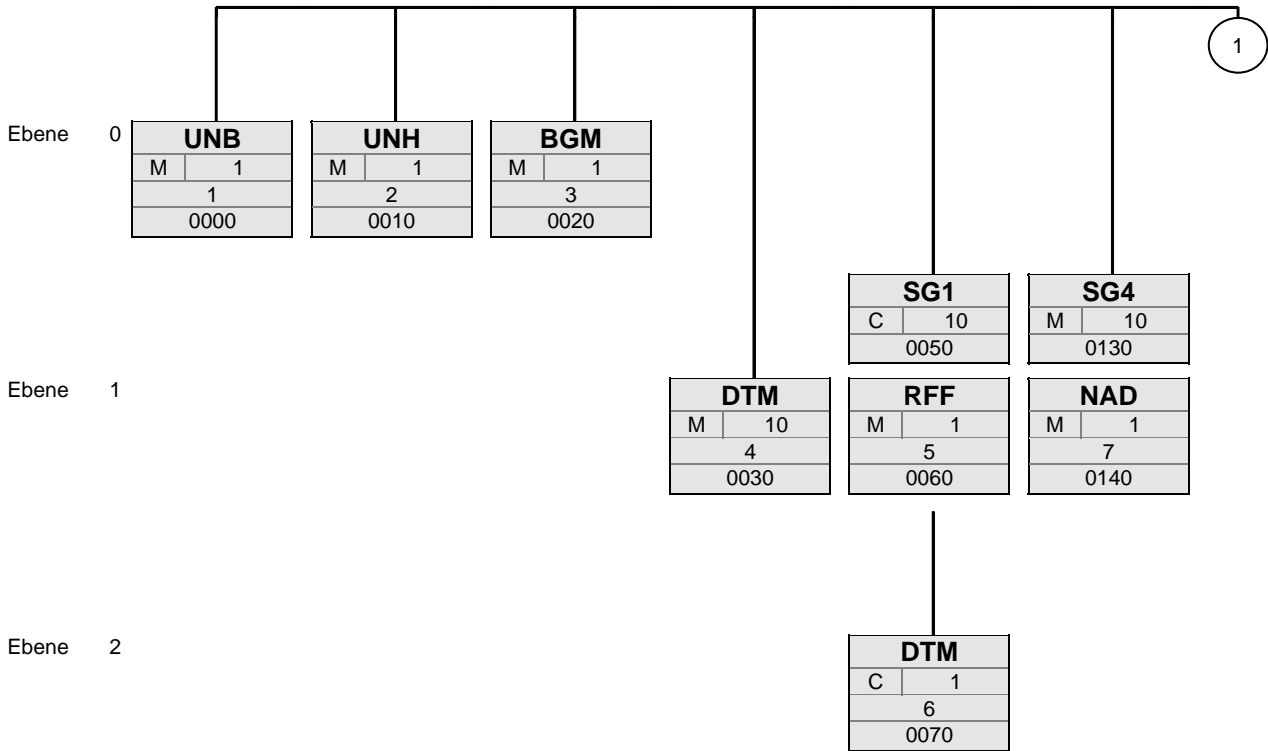 1
Ebene 0
UNB UNH BGM
M 1 M 1 M 1
1 2 3
0000 0010 0020
SG1 SG4
C 10 M 10
0050 0130
Ebene 1
DTM RFF NAD
M 10 M 1 M 1
4 5 7
0030 0060 0140
Ebene 2
DTM
C 1
6
0070